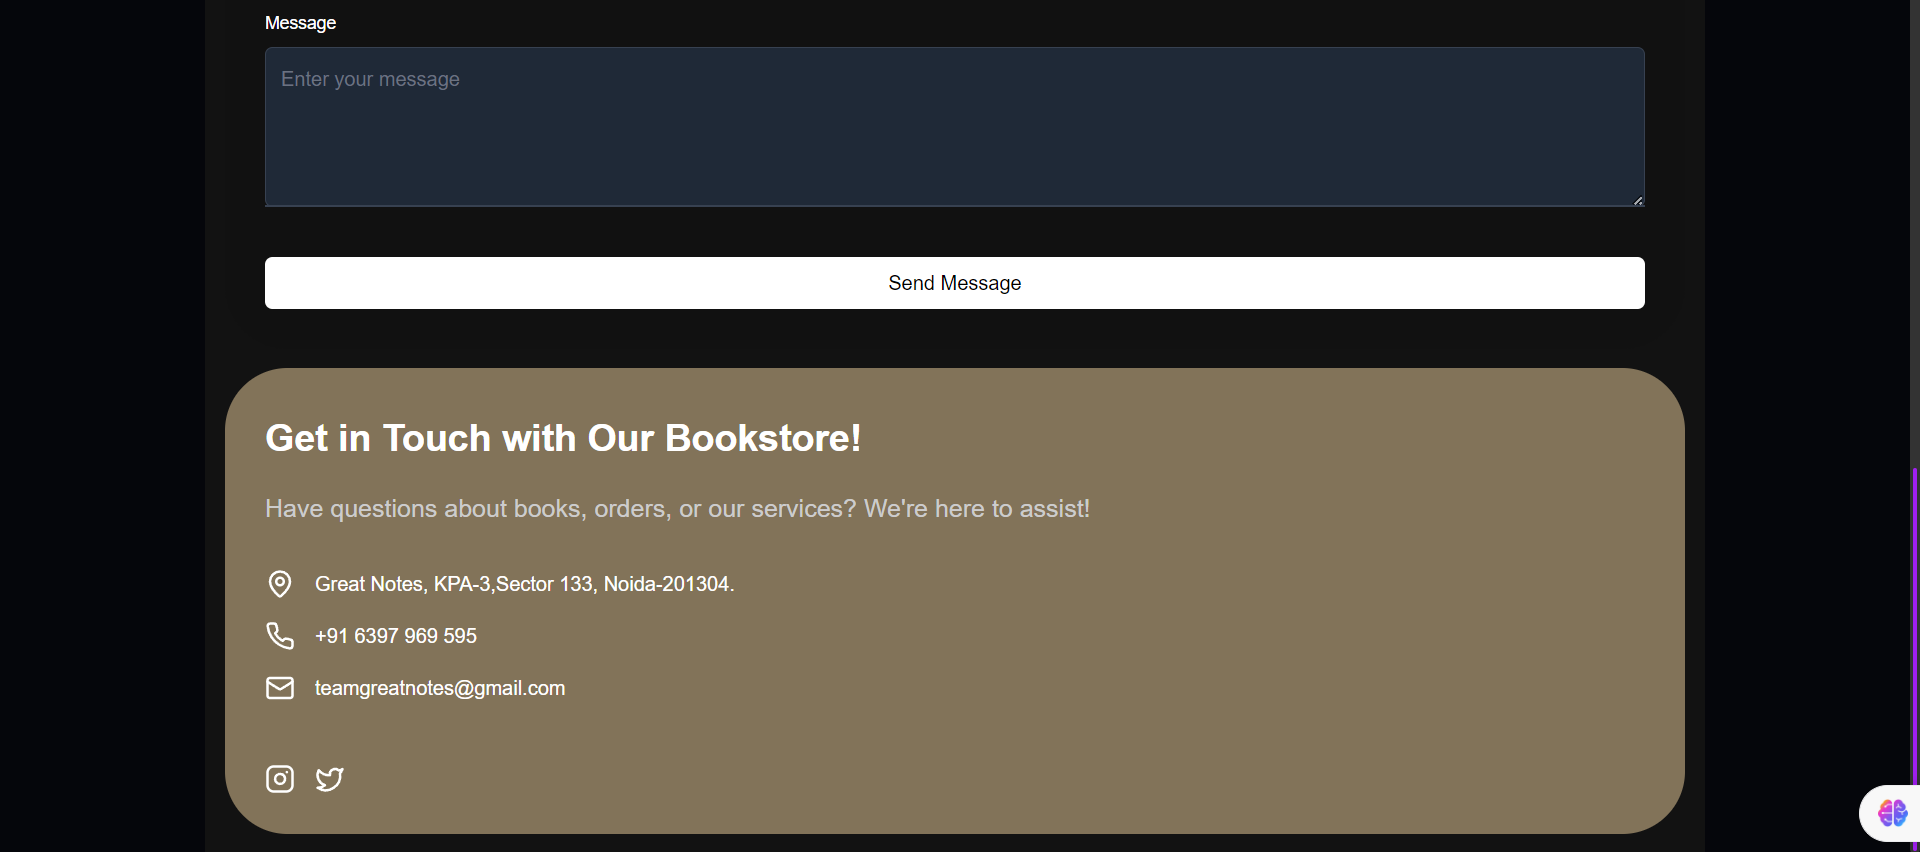 Message
Enter your message
Send Message
Get in Touch with Our Bookstore!
Have questions about books, orders, or our services? We're here to assist!
Great Notes, KPA-3,Sector 133, Noida-201304.
+91 6397 969 595
teamgreatnotes@gmail.com